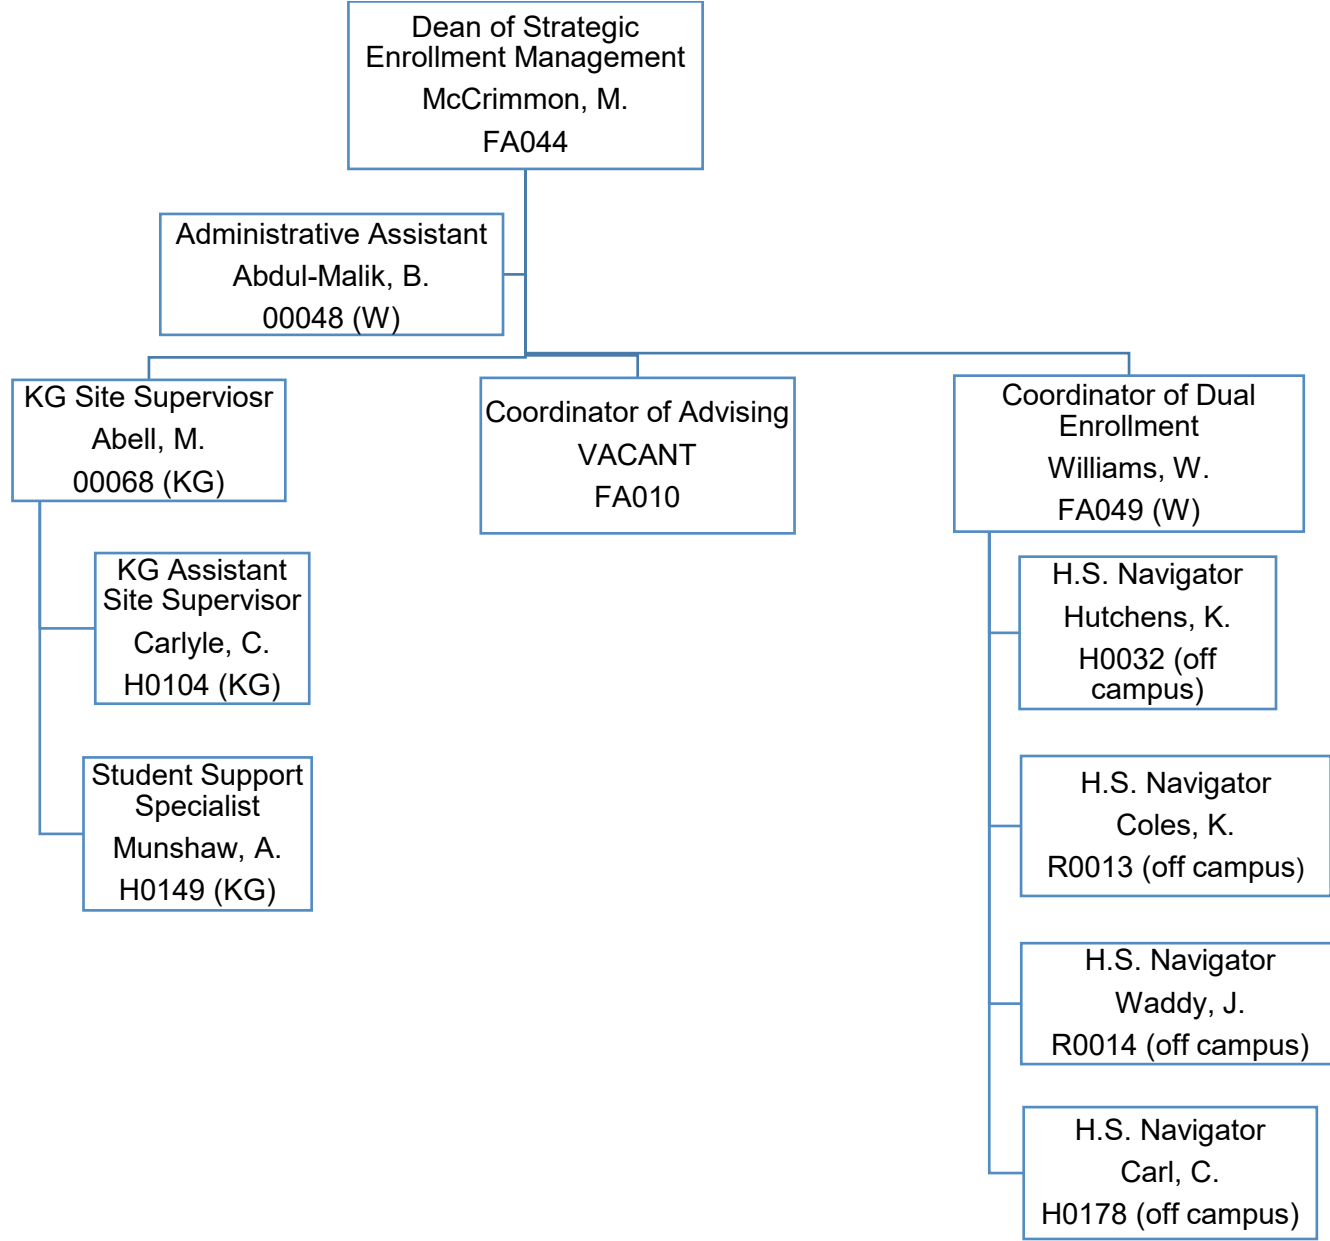 Dean of Strategic
Enrollment Management
McCrimmon, M.
FA044
Administrative Assistant
Abdul-Malik, B.
00048 (W)
KG Site Superviosr
Abell, M.
00068 (KG)
Coordinator of Advising
VACANT
FA010
Coordinator of Dual
Enrollment
Williams, W.
FA049 (W)
KG Assistant
Site Supervisor
Carlyle, C.
H0104 (KG)
Student Support
Specialist
Munshaw, A.
H0149 (KG)
H.S. Navigator
Hutchens, K.
H0032 (off
campus)
H.S. Navigator
Coles, K.
R0013 (off campus)
H.S. Navigator
Waddy, J.
R0014 (off campus)
H.S. Navigator
Carl, C.
H0178 (off campus)